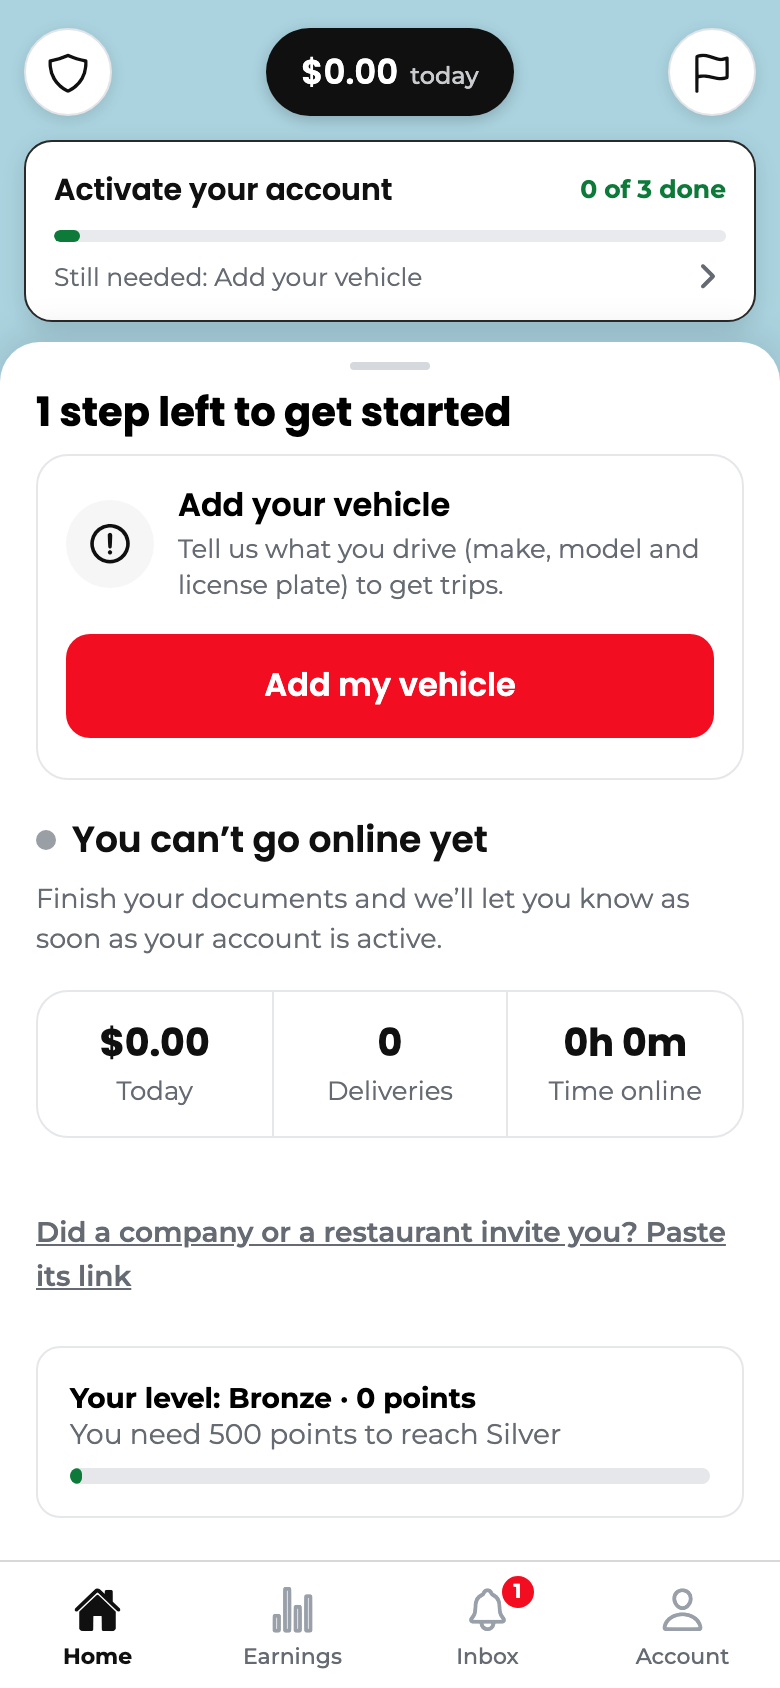 $0.00 today
Activate your account
0 of 3 done
Still needed: Add your vehicle
1 step left to get started
Add your vehicle
Tell us what you drive (make, model and
license plate) to get trips.
Add my vehicle
You can’t go online yet
Finish your documents and we’ll let you know as
soon as your account is active.
$0.00
Today
0
Deliveries
0h 0m
Time online
Did a company or a restaurant invite you? Paste
its link
Your level: Bronze · 0 points
You need 500 points to reach Silver
1
Home
Earnings
Inbox
Account